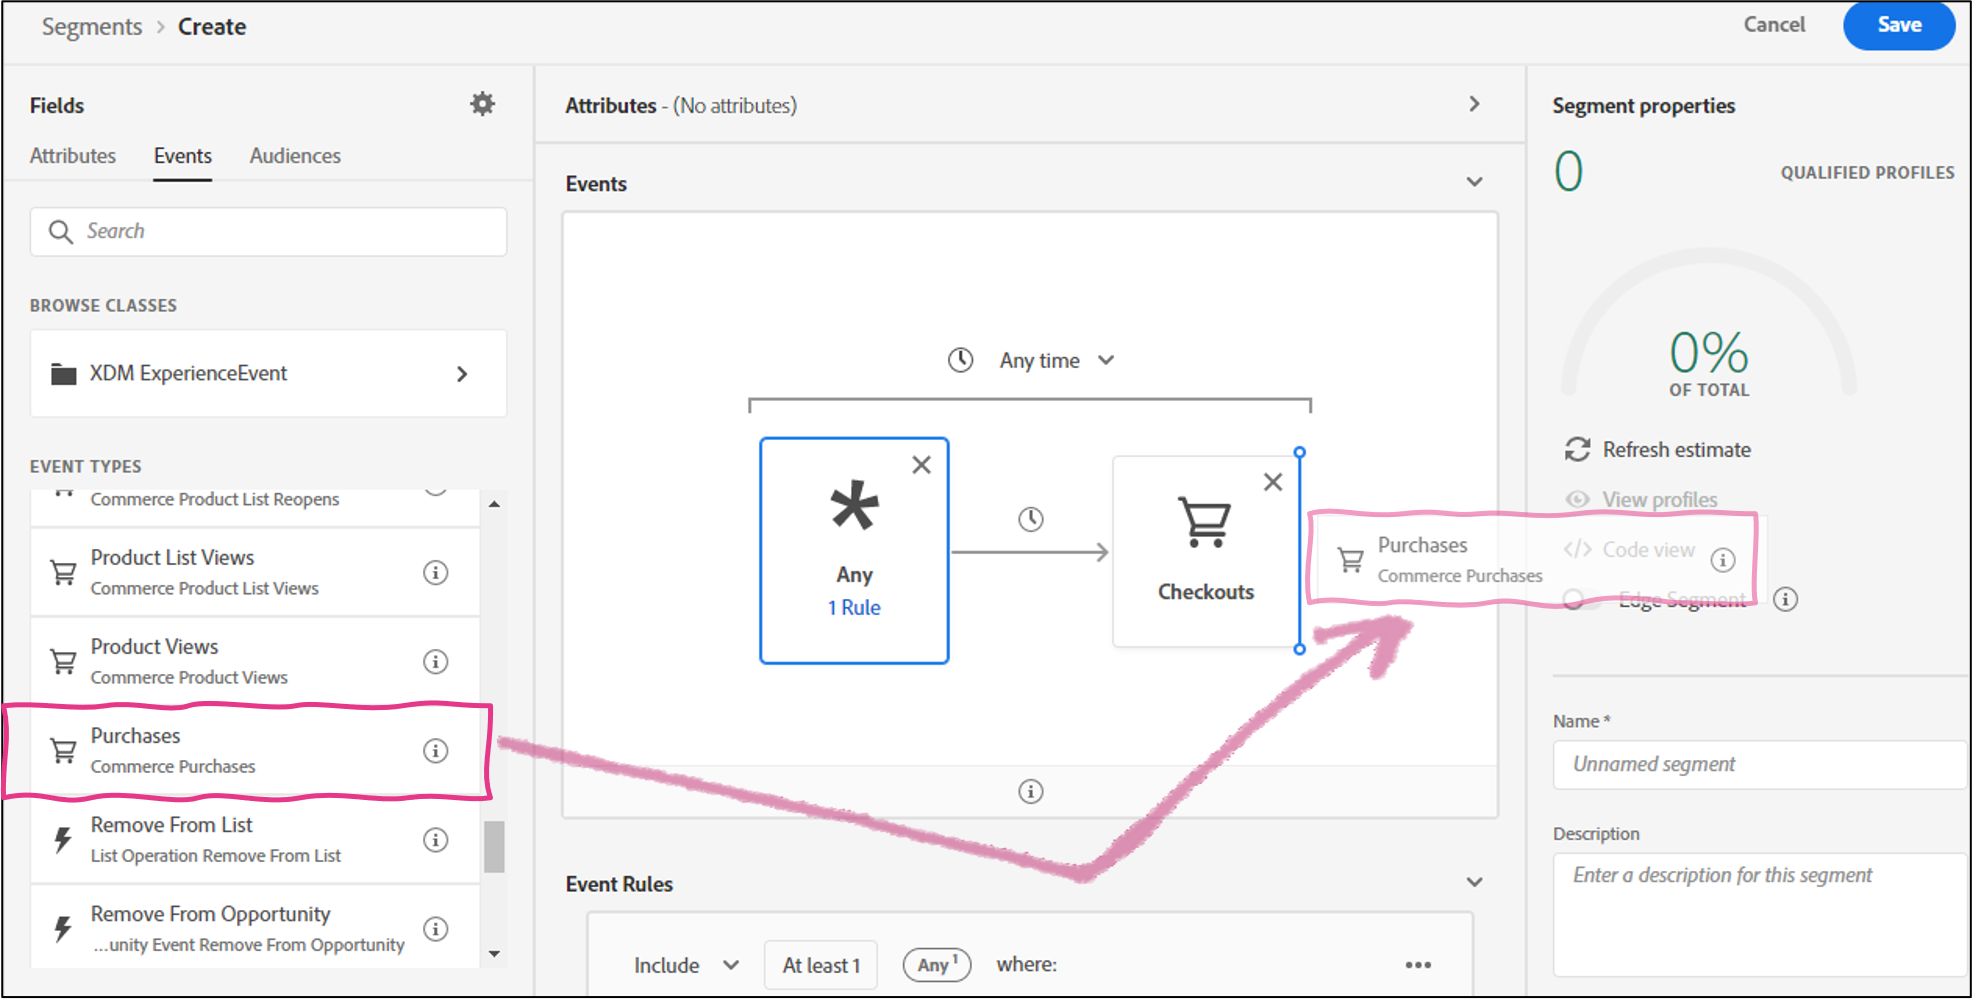 Segments > Create
Cancel
Save
Fields
Attributes
Events
Audiences
Search
BROWSE CLASSES
XDM ExperienceEvent
EVENT TYPES
Commerce Product List Reopens
Product List Views
Commerce Product List Views
Product Views
Commerce Product Views
Purchases
Commerce Purchases
Remove From List
List Operation Remove From List
Remove From Opportunity
...unity Event Remove From Opportunity
Attributes - (No attributes)
Events
Any time
Any
1 Rule
Checkouts
Purchases
Commerce Purchases
Event Rules
Include
At least 1
Any 1
where:
Segment properties
0
QUALIFIED PROFILES
0%
OF TOTAL
Refresh estimate
View profiles
</> Code view
Edge Segment
Name *
Unnamed segment
Description
Enter a description for this segment